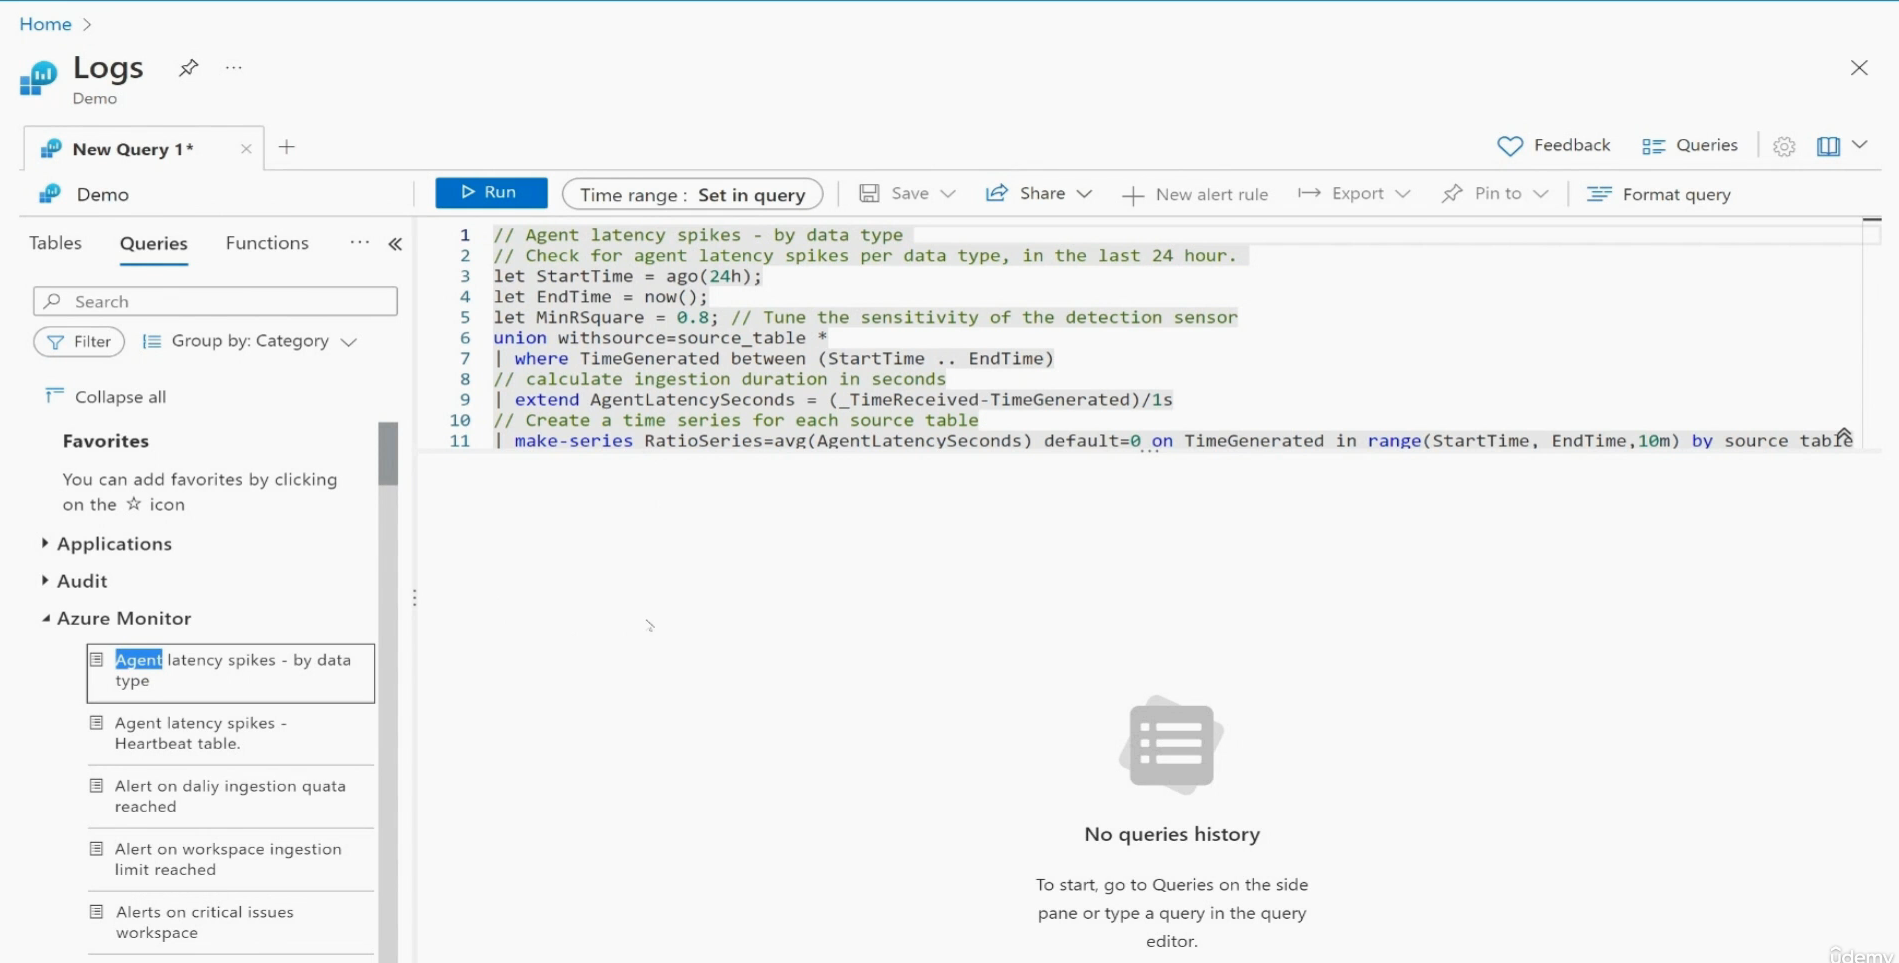 Home
Logs
Demo
New Query 1*
Feedback
Queries
Demo
Run
Time range : Set in query
Save
Share
New alert rule
Export
Pin to
Format query
Tables
Queries
Functions
Search
Filter
Group by: Category
Collapse all
Favorites
You can add favorites by clicking
on the ☆ icon
Applications
Audit
Azure Monitor
Agent latency spikes - by data
type
Agent latency spikes -
Heartbeat table.
Alert on daliy ingestion quata
reached
Alert on workspace ingestion
limit reached
Alerts on critical issues
workspace
1 // Agent latency spikes - by data type
2 // Check for agent latency spikes per data type, in the last 24 hour.
3 let StartTime = ago(24h);
4 let EndTime = now();
5 let MinRSquare = 0.8; // Tune the sensitivity of the detection sensor
6 union withsource=source_table *
7 | where TimeGenerated between (StartTime .. EndTime)
8 // calculate ingestion duration in seconds
9 | extend AgentLatencySeconds = (_TimeReceived-TimeGenerated)/1s
10 // Create a time series for each source table
11 | make-series RatioSeries=avg(AgentLatencySeconds) default=0 on TimeGenerated in range(StartTime, EndTime,10m) by source table
No queries history
To start, go to Queries on the side
pane or type a query in the query
editor.
ûdemy